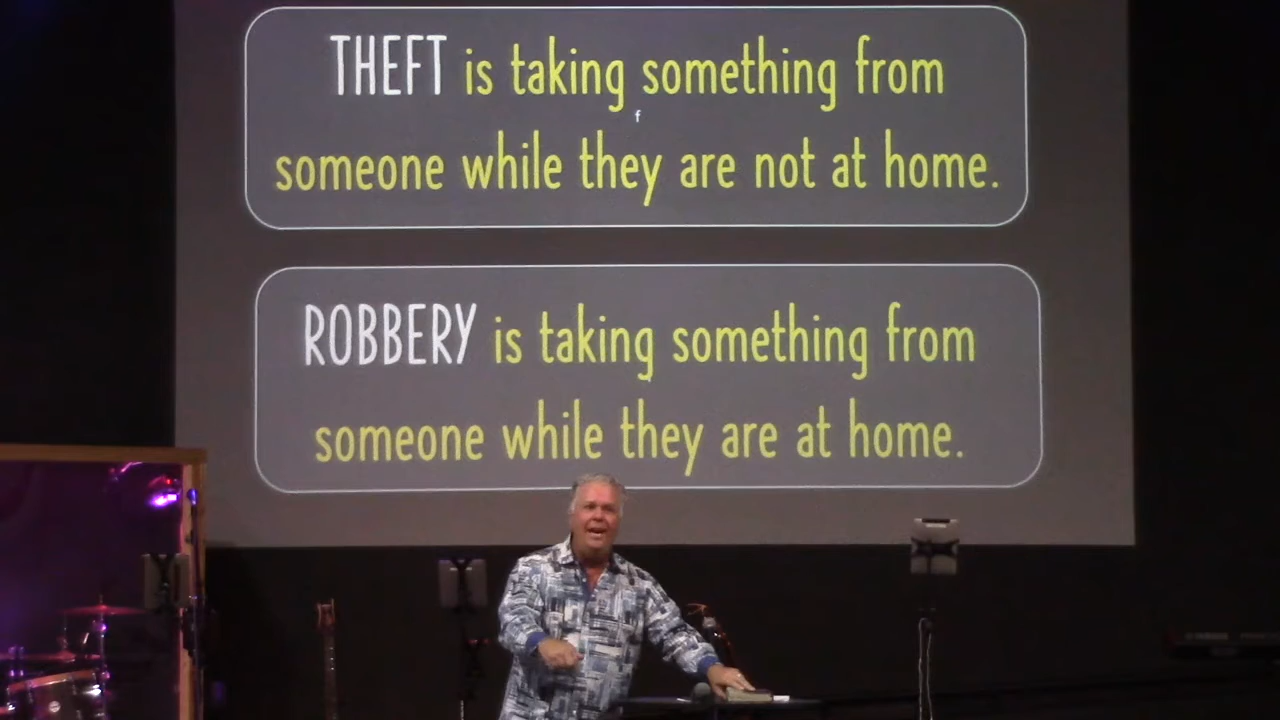 THEFT is taking something from
f
someone while they are not at home.
ROBBERY is taking something from
someone while they are at home.